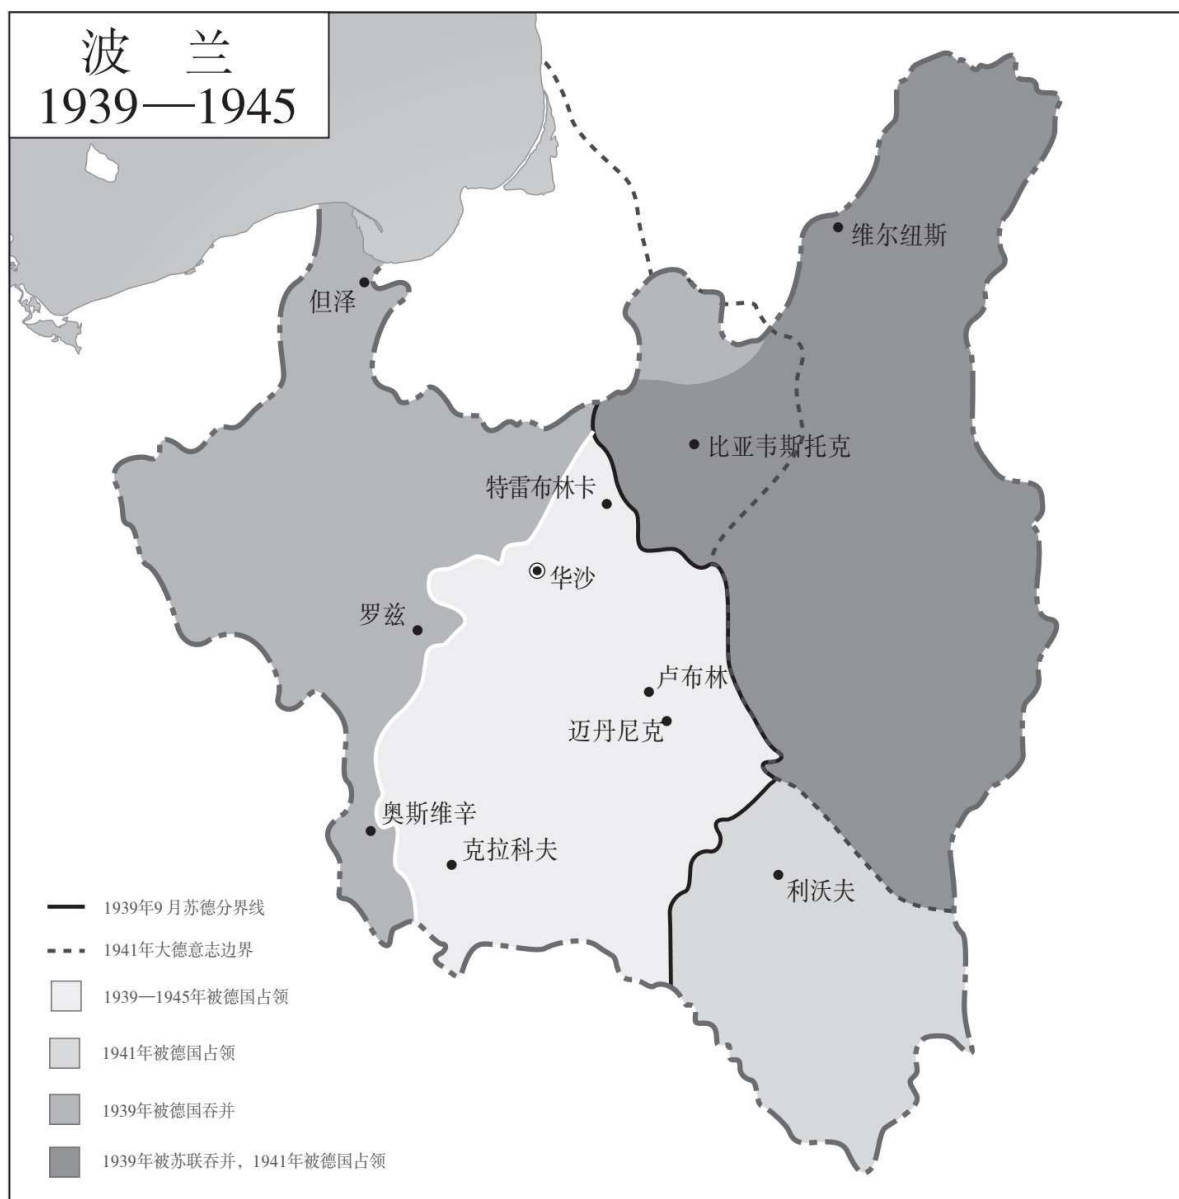 波 兰
1939—1945
维尔纽斯
但泽
比亚韦斯托克
特雷布林卡
华沙
罗兹
卢布林
迈丹尼克
奥斯维辛
克拉科夫
利沃夫
1939年9月苏德分界线
1941年大德意志边界
1939—1945年被德国占领
1941年被德国占领
1939年被德国吞并
1939年被苏联吞并，1941年被德国占领